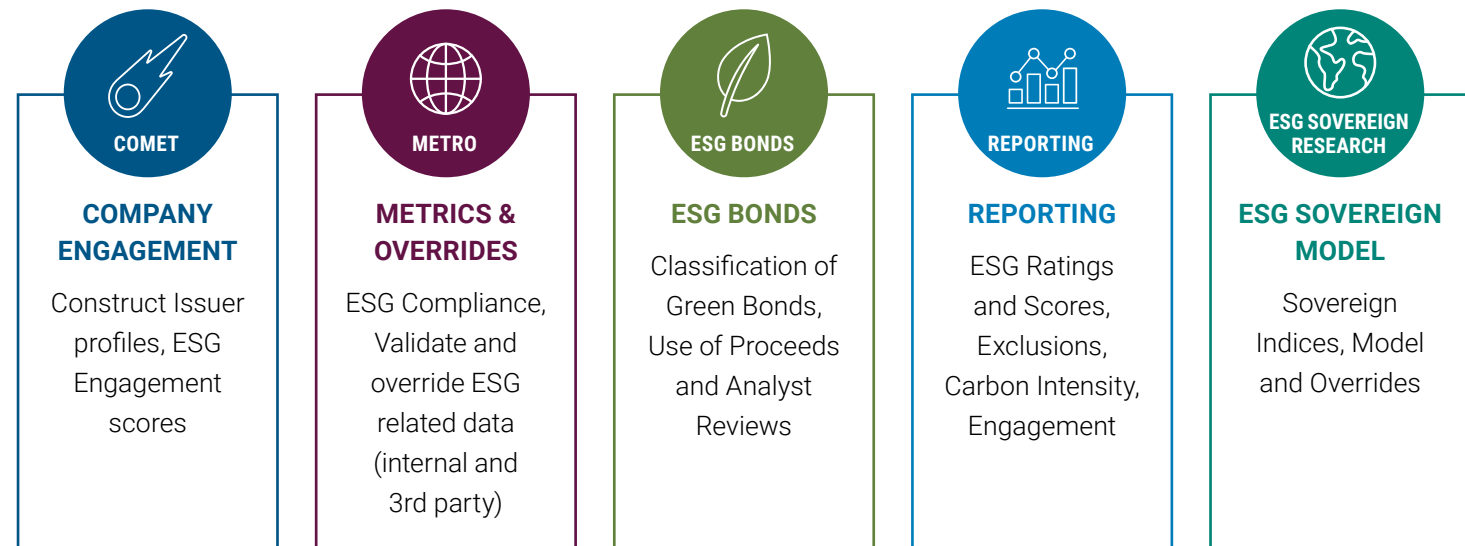 COMET
COMPANY
ENGAGEMENT
Construct Issuer
profiles, ESG
Engagement
scores
METRO
METRICS &
OVERRIDES
ESG Compliance,
Validate and
override ESG
related data
(internal and
3rd party)
ESG BONDS
ESG BONDS
Classification of
Green Bonds,
Use of Proceeds
and Analyst
Reviews
REPORTING
REPORTING
ESG Ratings
and Scores,
Exclusions,
Carbon Intensity,
Engagement
ESG SOVEREIGN
RESEARCH
ESG SOVEREIGN
MODEL
Sovereign
Indices, Model
and Overrides